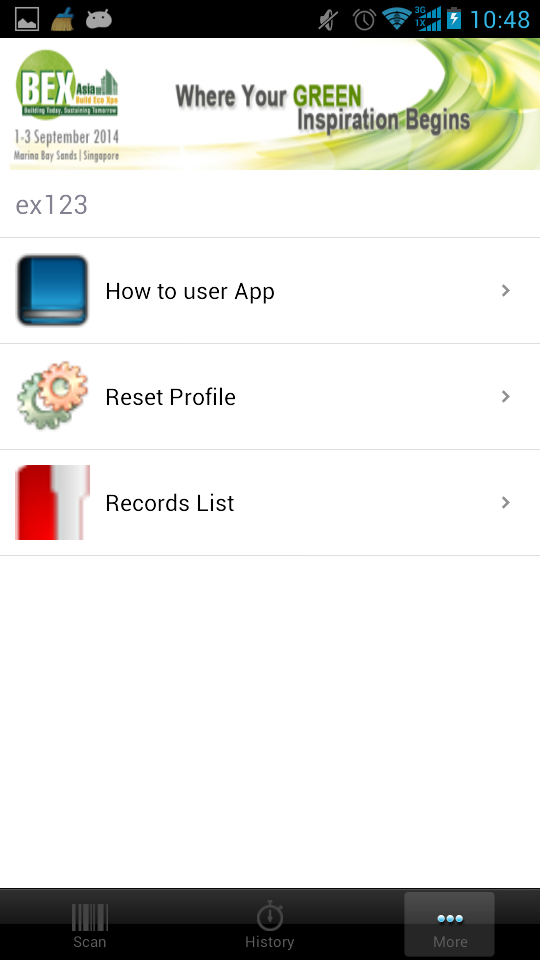 3G
1X
10:48
BEX Asia
Build Eco Xpo
Building Today, Sustaining Tomorrow
1-3 September 2014
Marina Bay Sands | Singapore
Where Your GREEN
Inspiration Begins
ex123
How to user App
Reset Profile
Records List
Scan
History
More